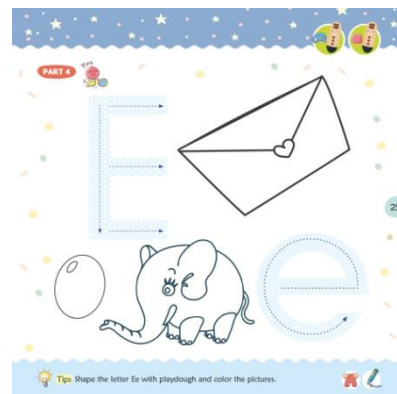 PART 4
Play
E
25
e
Tips Shape the letter Ee with playdough and color the pictures.